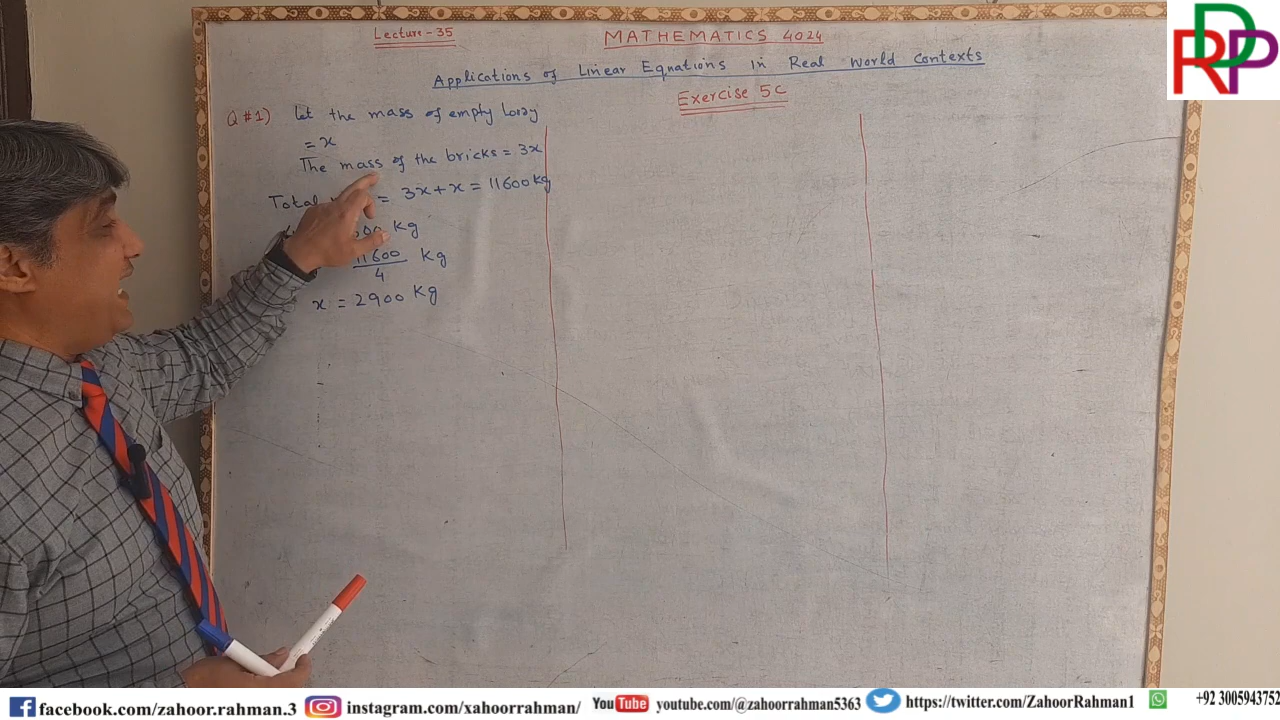 Lecture-35
MATHEMATICS 4024
Applications of Linear Equations in Real World Contexts
Exercise 5C
Q#1) Let the mass of empty lorry
= x
The mass of the bricks = 3x
Total = 3x + x = 11600 kg
00 kg
11600/4 kg
x = 2900 kg
RDP
facebook.com/zahoor.rahman.3
instagram.com/xahoorrahman/
YouTube youtube.com/@zahoorrahman5363
https://twitter.com/ZahoorRahman1
+92 3005943752